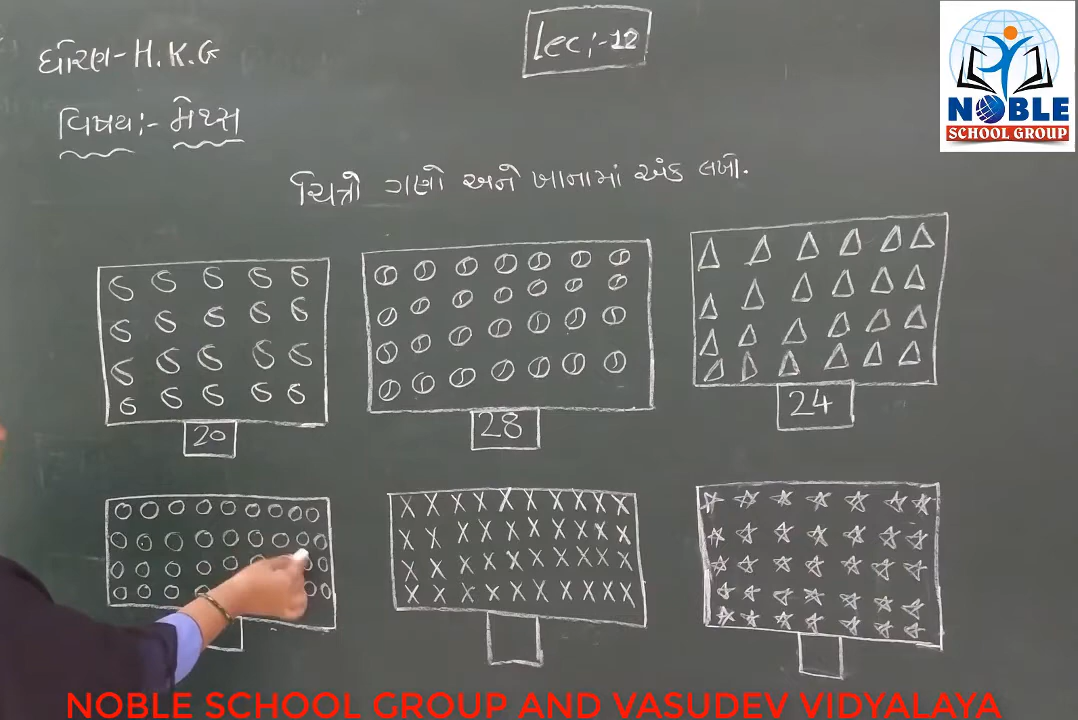 Lec:-12
ધોરણ- H.K.G
વિષય:- મેથ્સ
NOBLE
SCHOOL GROUP
ચિત્રો ગણો અને ખાનામાં અંક લખો.
20
28
24
NOBLE SCHOOL GROUP AND VASUDEV VIDYALAYA